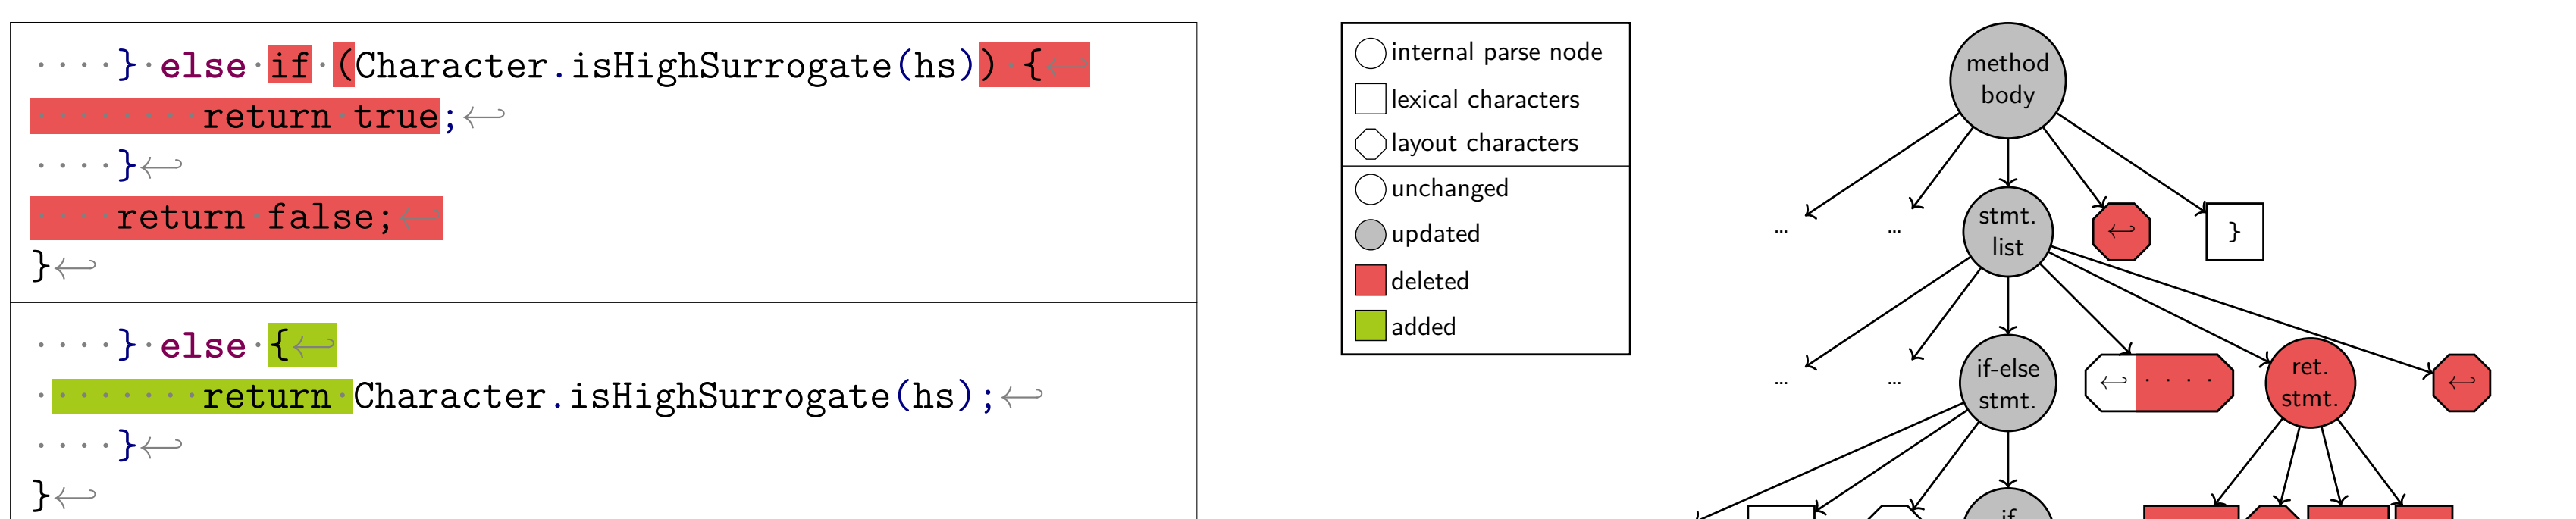 ····}·else·if·(Character.isHighSurrogate(hs))·{↩
········return·true;↩
····}↩
····return·false;↩
}↩
····}·else·{↩
········return·Character.isHighSurrogate(hs);↩
····}↩
}↩
internal parse node
lexical characters
layout characters
unchanged
updated
deleted
added
method
body
...
...
stmt.
list
↩
}
...
...
if-else
stmt.
↩····
ret.
stmt.
↩
if